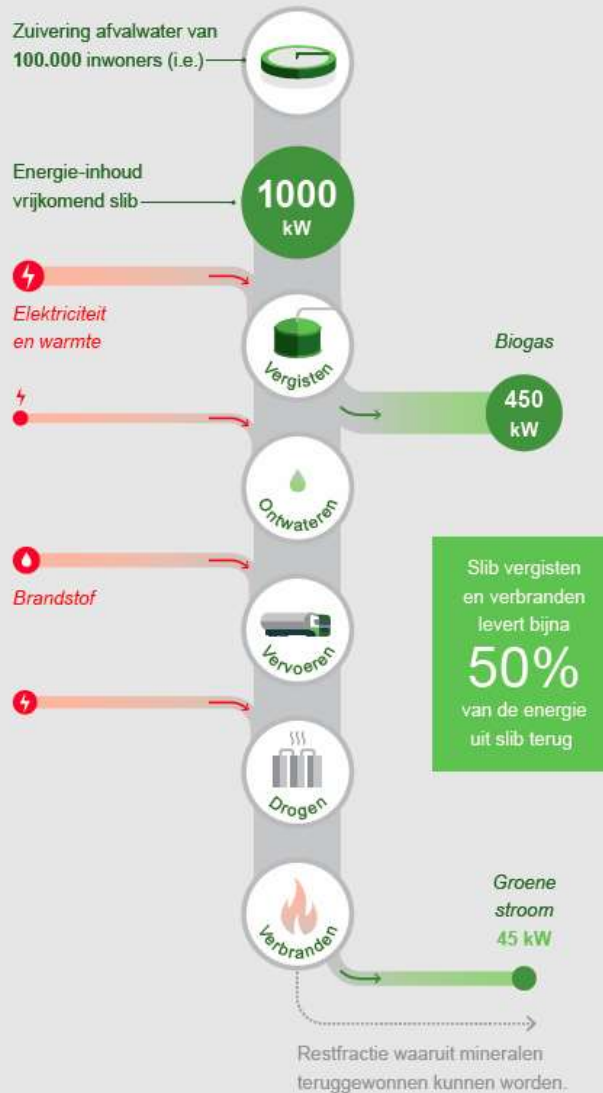 Zuivering afvalwater van
100.000 inwoners (i.e.)
Energie-inhoud
vrijkomend slib
1000
kW
Elektriciteit
en warmte
Vergisten
Biogas
450
kW
Ontwateren
Brandstof
Vervoeren
Slib vergisten
en verbranden
levert bijna
50%
van de energie
uit slib terug
Drogen
Verbranden
Groene
stroom
45 kW
Restfractie waaruit mineralen
teruggewonnen kunnen worden.